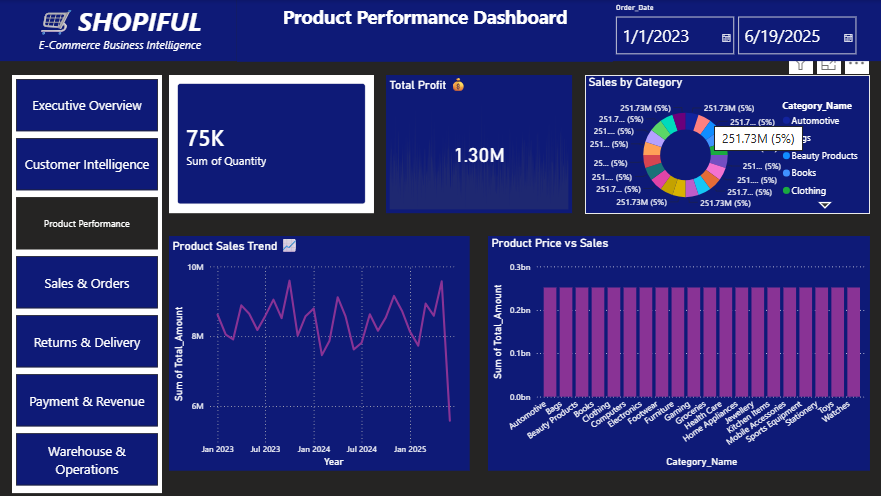 SHOPIFUL
E-Commerce Business Intelligence
Product Performance Dashboard
Order_Date
1/1/2023
6/19/2025
Executive Overview
Customer Intelligence
Product Performance
Sales & Orders
Returns & Delivery
Payment & Revenue
Warehouse &
Operations
75K
Sum of Quantity
Total Profit 💰
1.30M
Sales by Category
251.73M (5%)
251.73M (5%)
251.7... (5%)
251.7... (5%)
251.... (5%)
251.... (5%)
25... (5%)
251.... (5%)
251.... (5%)
251.... (5%)
251.... (5%)
251.7... (5%)
251.7... (5%)
251.73M (5%)
251.73M (5%)
251.73M (5%)
Category_Name
Automotive
Beauty Products
Books
Clothing
Product Sales Trend 📈
Sum of Total_Amount
10M
8M
6M
Jan 2023
Jul 2023
Jan 2024
Jul 2024
Jan 2025
Year
Product Price vs Sales
Sum of Total_Amount
0.3bn
0.2bn
0.1bn
0.0bn
Automotive
Bags
Beauty Products
Books
Clothing
Computers
Electronics
Footwear
Furniture
Gaming
Groceries
Health Care
Home Appliances
Jewellery
Kitchen Items
Mobile Accessories
Sports Equipment
Stationery
Toys
Watches
Category_Name